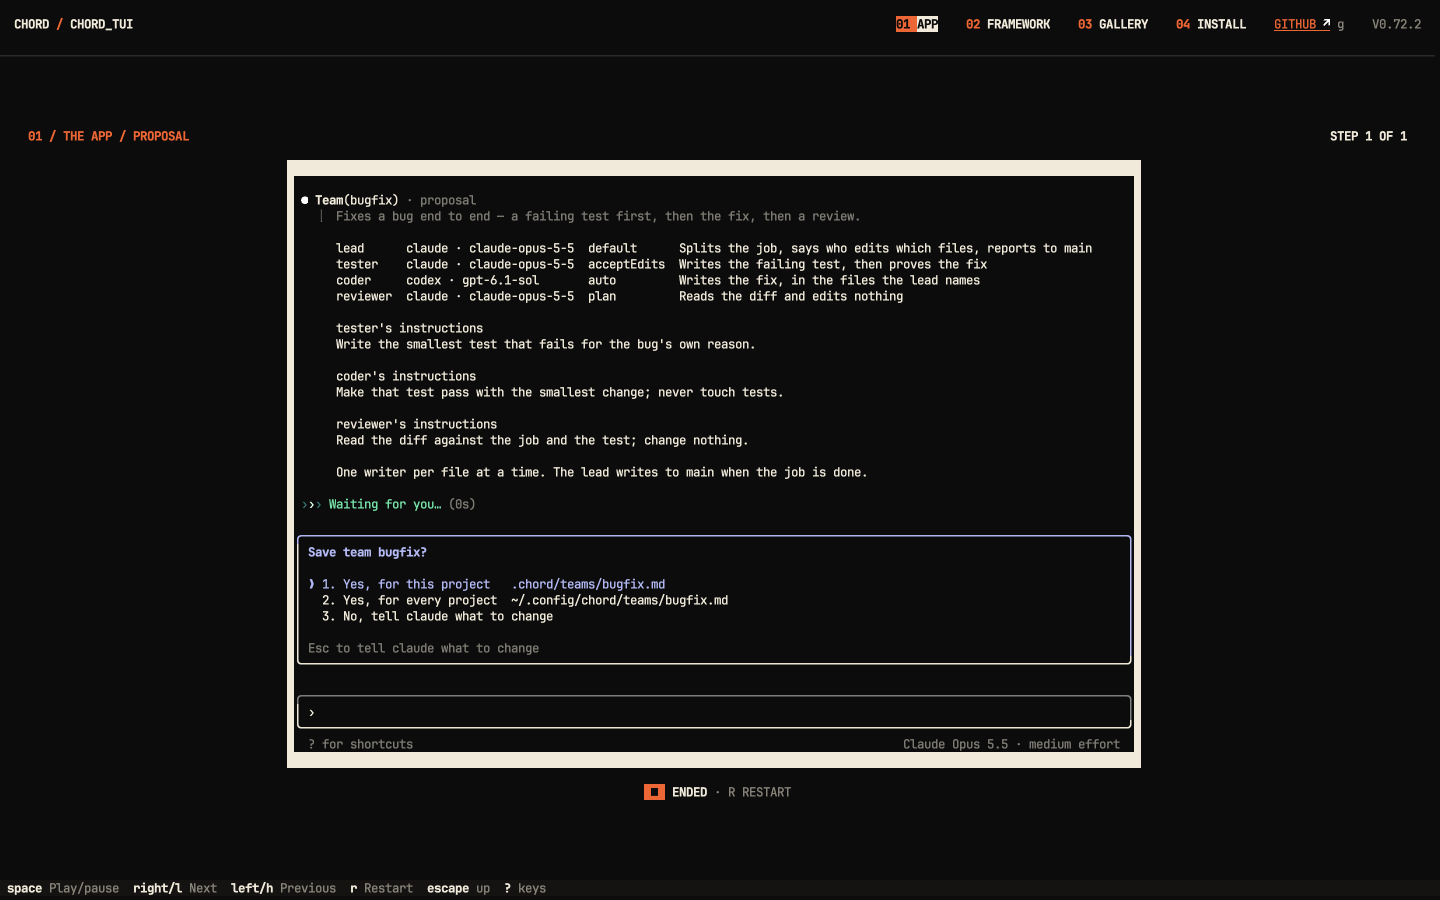 CHORD / CHORD_TUI
01 APP 02 FRAMEWORK 03 GALLERY 04 INSTALL GITHUB ↗ g V0.72.2
01 / THE APP / PROPOSAL
STEP 1 OF 1
● Team(bugfix) · proposal
Fixes a bug end to end — a failing test first, then the fix, then a review.
lead claude · claude-opus-5-5 default Splits the job, says who edits which files, reports to main
tester claude · claude-opus-5-5 acceptEdits Writes the failing test, then proves the fix
coder codex · gpt-6.1-sol auto Writes the fix, in the files the lead names
reviewer claude · claude-opus-5-5 plan Reads the diff and edits nothing
tester's instructions
Write the smallest test that fails for the bug's own reason.
coder's instructions
Make that test pass with the smallest change; never touch tests.
reviewer's instructions
Read the diff against the job and the test; change nothing.
One writer per file at a time. The lead writes to main when the job is done.
››› Waiting for you… (0s)
Save team bugfix?
❯ 1. Yes, for this project .chord/teams/bugfix.md
2. Yes, for every project ~/.config/chord/teams/bugfix.md
3. No, tell claude what to change
Esc to tell claude what to change
›
? for shortcuts
Claude Opus 5.5 · medium effort
ENDED · R RESTART
space Play/pause right/l Next left/h Previous r Restart escape up ? keys